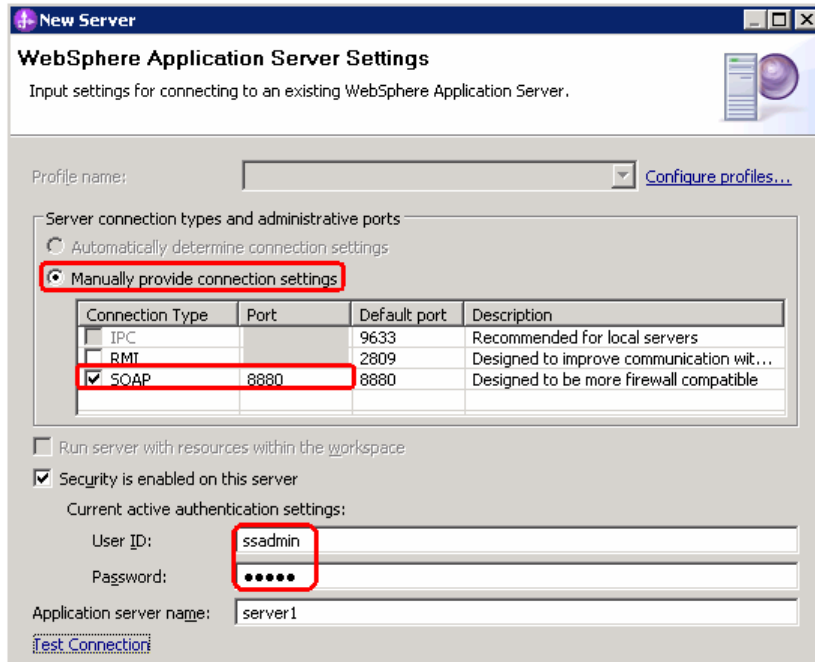 New Server
WebSphere Application Server Settings
Input settings for connecting to an existing WebSphere Application Server.
Profile name: Configure profiles...
Server connection types and administrative ports
Automatically determine connection settings
Manually provide connection settings
Connection Type Port Default port Description
IPC 9633 Recommended for local servers
RMI 2809 Designed to improve communication wit...
SOAP 8880 8880 Designed to be more firewall compatible
Run server with resources within the workspace
Security is enabled on this server
Current active authentication settings:
User ID: ssadmin
Password: •••••
Application server name: server1
Test Connection